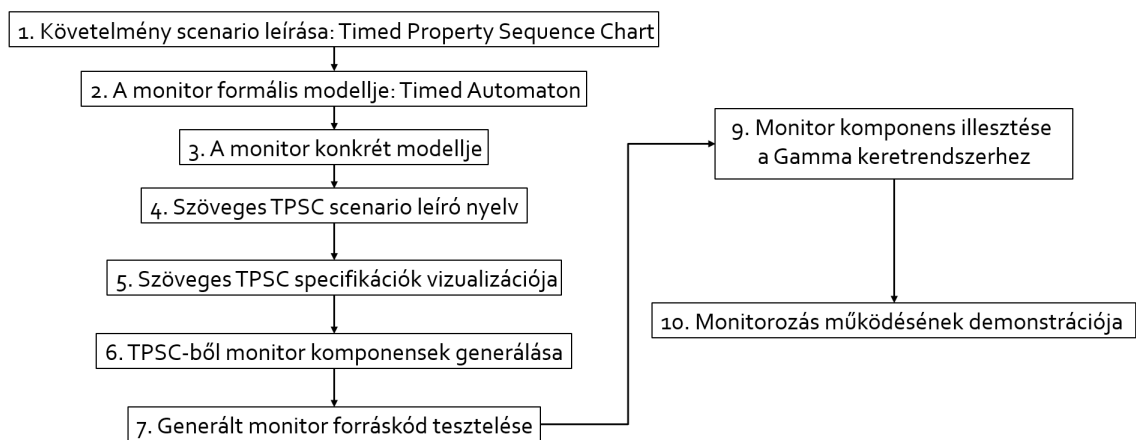 1. Követelmény scenario leírása: Timed Property Sequence Chart
2. A monitor formális modellje: Timed Automaton
3. A monitor konkrét modellje
4. Szöveges TPSC scenario leíró nyelv
5. Szöveges TPSC specifikációk vizualizációja
6. TPSC-ből monitor komponensek generálása
7. Generált monitor forráskód tesztelése
9. Monitor komponens illesztése
a Gamma keretrendszerhez
10. Monitorozás működésének demonstrációja